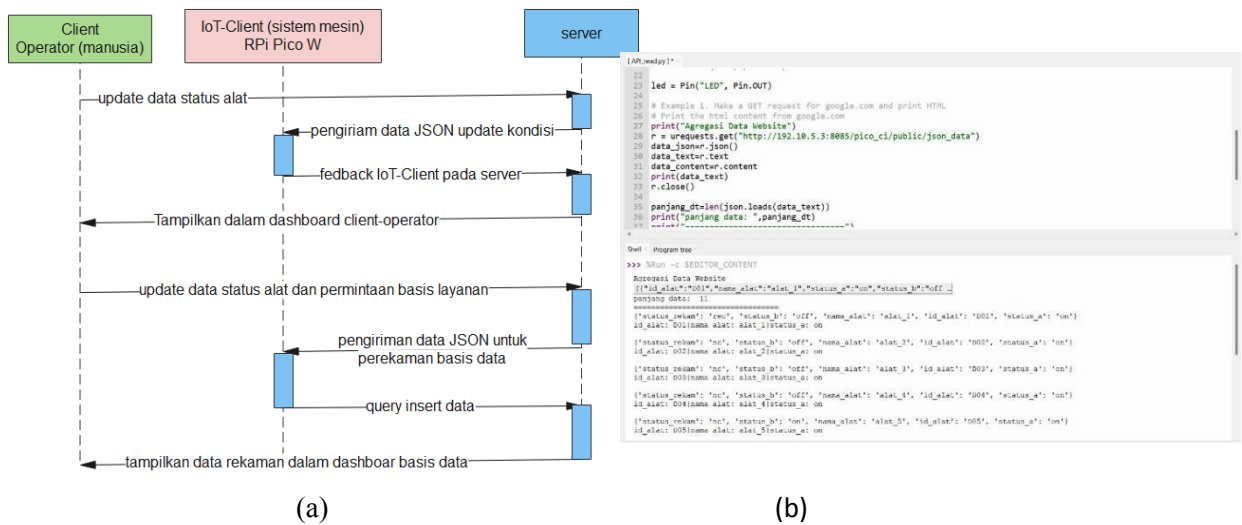 Client
Operator (manusia)
IoT-Client (sistem mesin)
RPi Pico W
server
update data status alat
pengiriam data JSON update kondisi
fedback IoT-Client pada server
Tampilkan dalam dashboard client-operator
update data status alat dan permintaan basis layanan
pengiriman data JSON untuk
perekaman basis data
query insert data
tampilkan data rekaman dalam dashboar basis data
(a)
[ API_read.py ] *
22
23 led = Pin("LED", Pin.OUT)
24
25 # Example 1. Make a GET request for google.com and print HTML
26 # Print the html content from google.com
27 print("Agregasi Data Website")
28 r = urequests.get("http://192.10.5.3:8085/pico_ci/public/json_data")
29 data_json=r.json()
30 data_text=r.text
31 data_content=r.content
32 print(data_text)
33 r.close()
34
35 panjang_dt=len(json.loads(data_text))
36 print("panjang data: ",panjang_dt)
Shell Program tree
>>> %Run -c $EDITOR_CONTENT
Agregasi Data Website
[{"id_alat":"D01","nama_alat":"alat_1","status_a":"on","status_b":"off …
panjang data: 11
================================
{'status_rekam': 'rec', 'status_b': 'off', 'nama_alat': 'alat_1', 'id_alat': 'D01', 'status_a': 'on'}
id_alat: D01|nama alat: alat_1|status_a: on
{'status_rekam': 'nc', 'status_b': 'off', 'nama_alat': 'alat_2', 'id_alat': 'D02', 'status_a': 'on'}
id_alat: D02|nama alat: alat_2|status_a: on
{'status_rekam': 'nc', 'status_b': 'off', 'nama_alat': 'alat_3', 'id_alat': 'D03', 'status_a': 'on'}
id_alat: D03|nama alat: alat_3|status_a: on
{'status_rekam': 'nc', 'status_b': 'off', 'nama_alat': 'alat_4', 'id_alat': 'D04', 'status_a': 'on'}
id_alat: D04|nama alat: alat_4|status_a: on
{'status_rekam': 'nc', 'status_b': 'on', 'nama_alat': 'alat_5', 'id_alat': 'D05', 'status_a': 'on'}
id_alat: D05|nama alat: alat_5|status_a: on
(b)